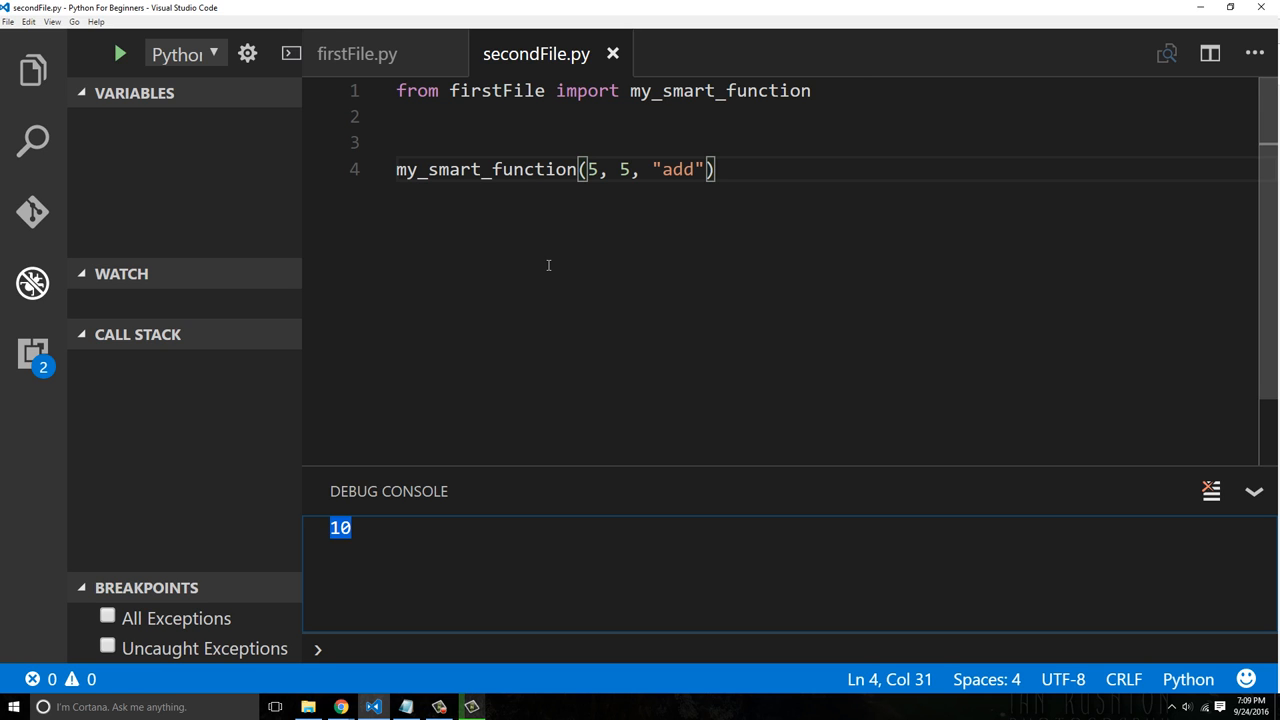 secondFile.py - Python For Beginners - Visual Studio Code
File Edit View Go Help
Python
firstFile.py
secondFile.py
VARIABLES
WATCH
CALL STACK
BREAKPOINTS
All Exceptions
Uncaught Exceptions
2
1 from firstFile import my_smart_function
2
3
4 my_smart_function(5, 5, "add")
DEBUG CONSOLE
10
0 0
Ln 4, Col 31 Spaces: 4 UTF-8 CRLF Python
I'm Cortana. Ask me anything.
7:09 PM
9/24/2016